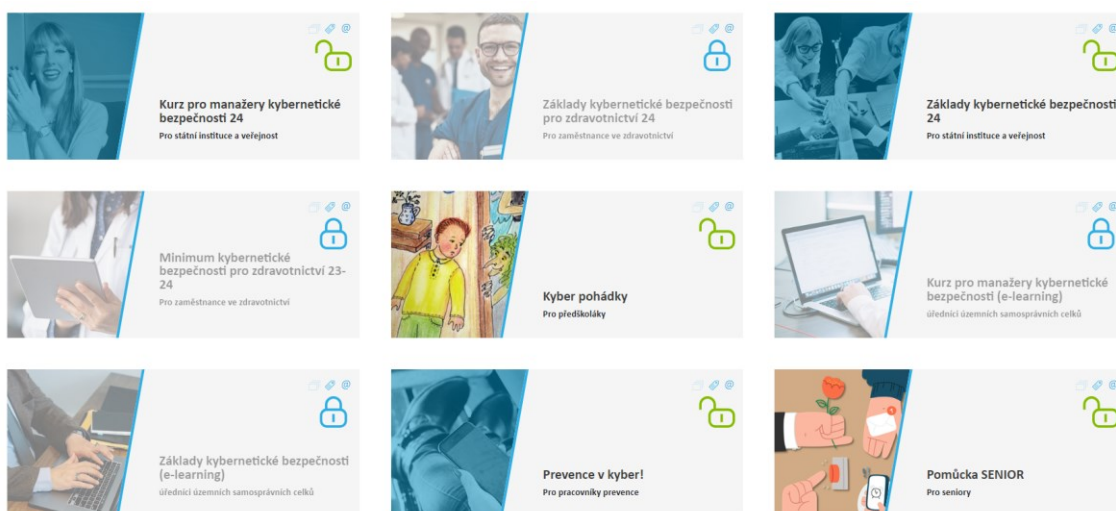 Kurz pro manažery kybernetické
bezpečnosti 24
Pro státní instituce a veřejnost
Základy kybernetické bezpečnosti
pro zdravotnictví 24
Pro zaměstnance ve zdravotnictví
Základy kybernetické bezpečnosti
24
Pro státní instituce a veřejnost
Minimum kybernetické
bezpečnosti pro zdravotnictví 23-
24
Pro zaměstnance ve zdravotnictví
Kyber pohádky
Pro předškoláky
Kurz pro manažery kybernetické
bezpečnosti (e-learning)
úředníci územních samosprávních celků
Základy kybernetické bezpečnosti
(e-learning)
úředníci územních samosprávních celků
Prevence v kyber!
Pro pracovníky prevence
Pomůcka SENIOR
Pro seniory